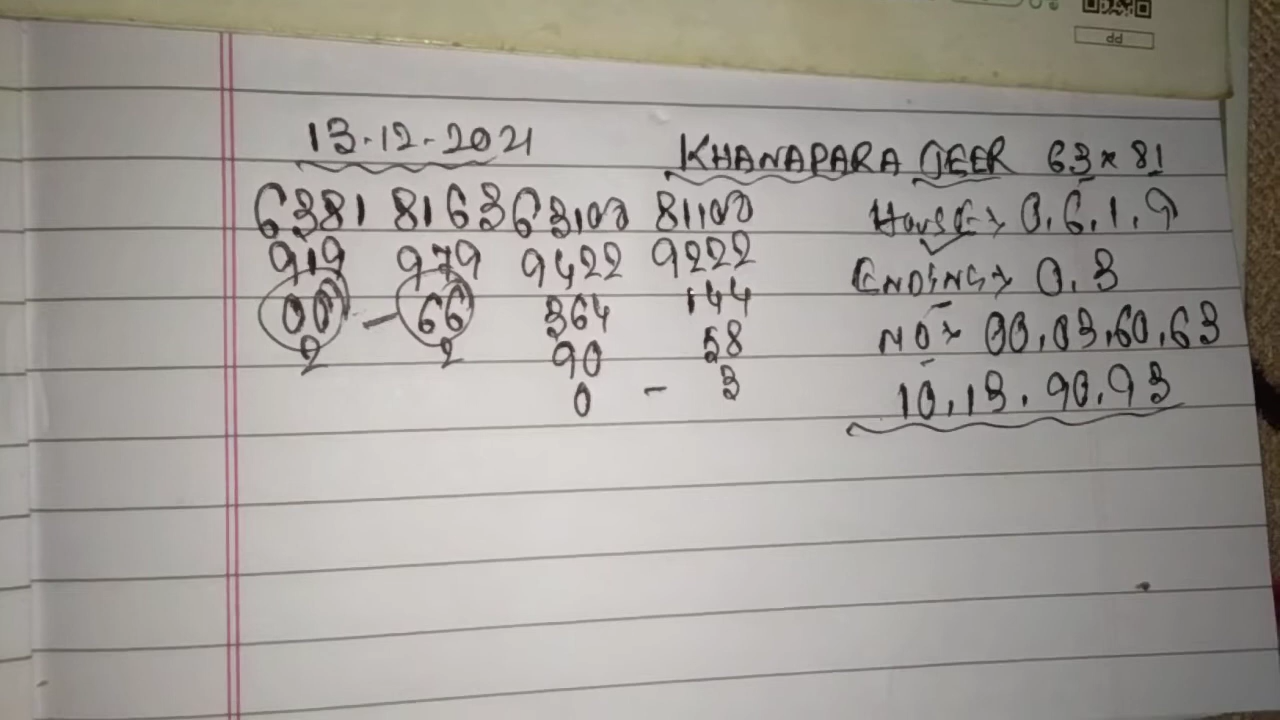 13-12-2021
KHANAPARA TEER 63 × 81
6381 8163 63108 81108
919 979 9422 9222
00 - 66 364 144
2 2 90 58
0 - 3
House→ 0.6.1.9
ENDING→ 0.3
NO→ 00.03.60.63
10.13.90.93